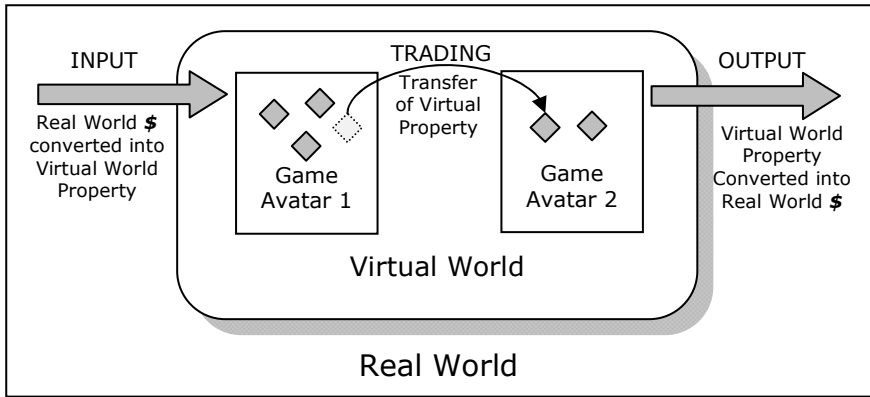 INPUT
Real World $
converted into
Virtual World
Property
TRADING
Transfer
of Virtual
Property
Game
Avatar 1
Game
Avatar 2
OUTPUT
Virtual World
Property
Converted into
Real World $
Virtual World
Real World